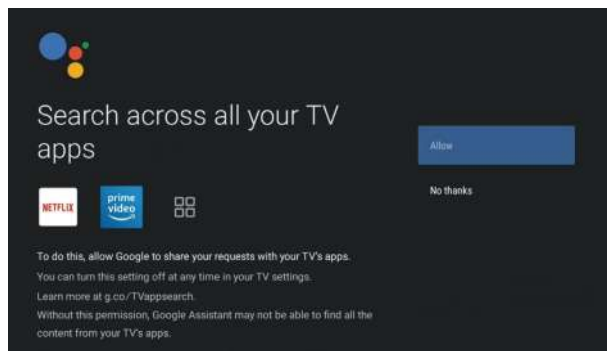 Search across all your TV
apps
NETFLIX
prime
video
To do this, allow Google to share your requests with your TV's apps.
You can turn this setting off at any time in your TV settings.
Learn more at g.co/TVappsearch.
Without this permission, Google Assistant may not be able to find all the
content from your TV's apps.
Allow
No thanks